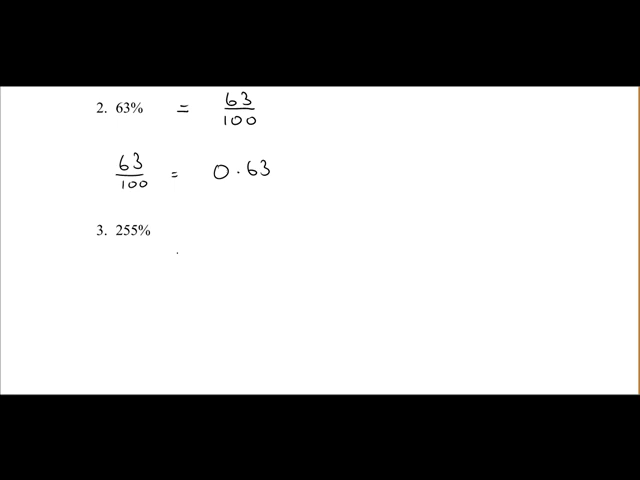 2. 63% = 63/100
63/100 = 0.63
3. 255%